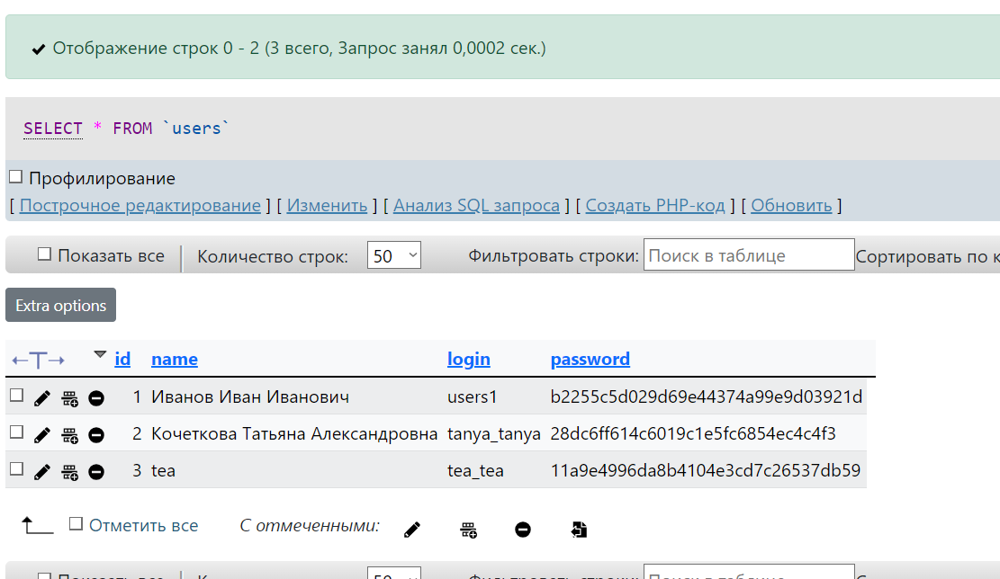 Отображение строк 0 - 2 (3 всего, Запрос занял 0,0002 сек.)
SELECT * FROM `users`
Профилирование
[ Построчное редактирование ] [ Изменить ] [ Анализ SQL запроса ] [ Создать PHP-код ] [ Обновить ]
Показать все Количество строк: 50 Фильтровать строки: Поиск в таблице Сортировать по к
Extra options
id name login password
1 Иванов Иван Иванович users1 b2255c5d029d69e44374a99e9d03921d
2 Кочеткова Татьяна Александровна tanya_tanya 28dc6ff614c6019c1e5fc6854ec4c4f3
3 tea tea_tea 11a9e4996da8b4104e3cd7c26537db59
Отметить все С отмеченными:
50